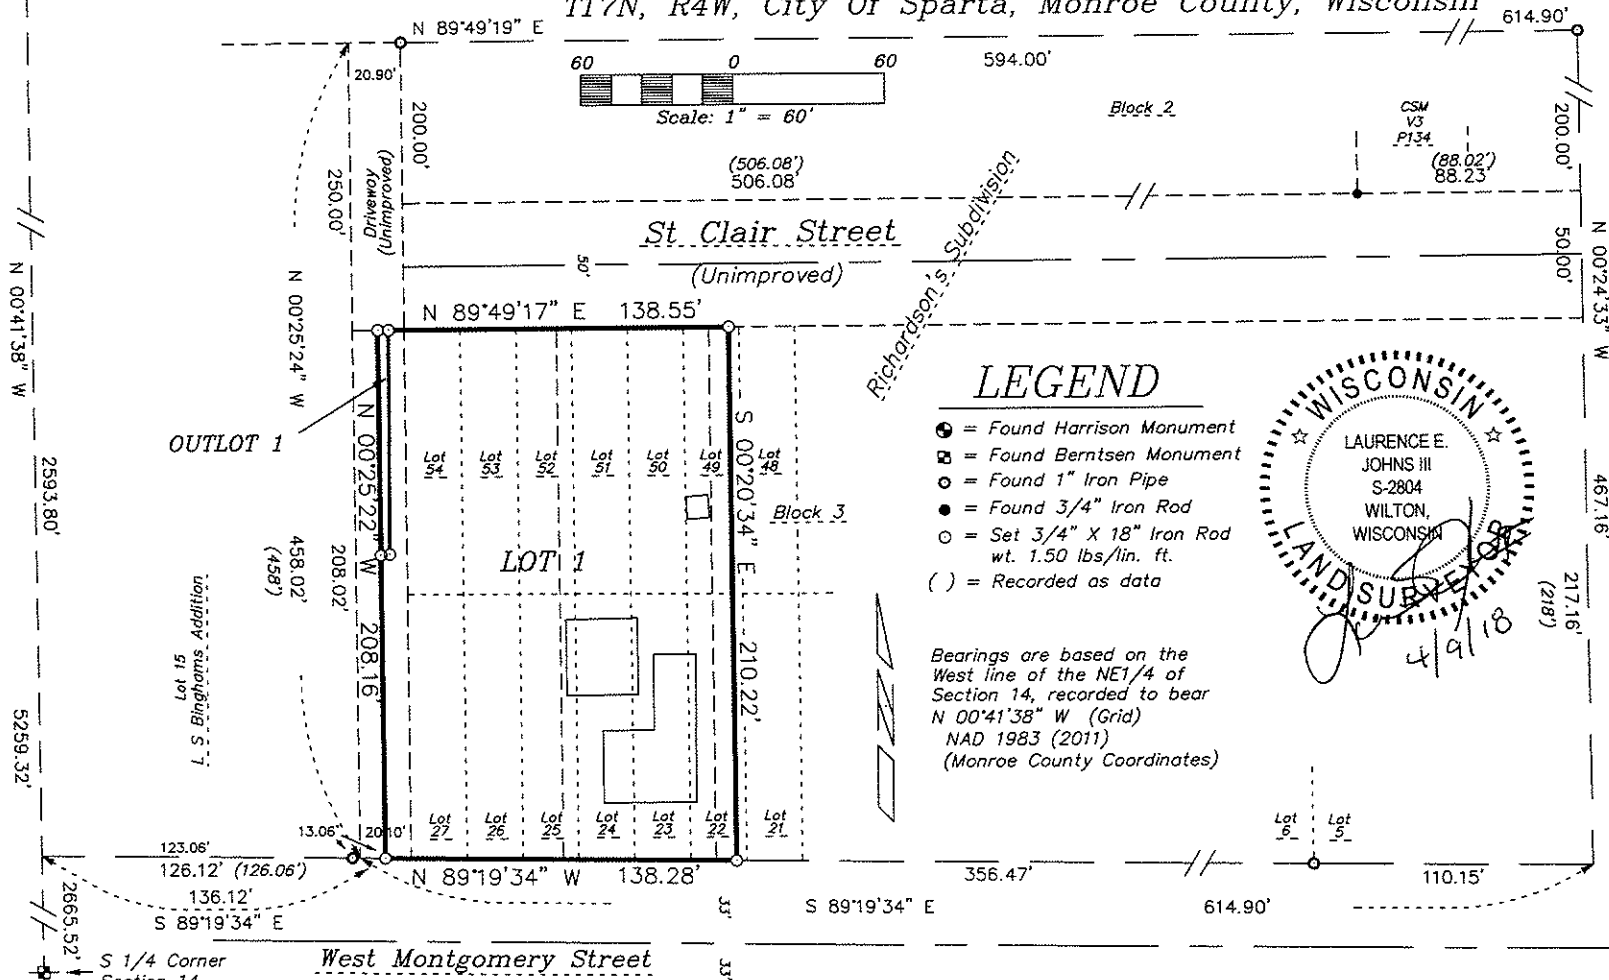 T17N, R4W, City Of Sparta, Monroe County, Wisconsin
N 89°49'19" E
614.90'
594.00'
20.90'
60 0 60
Scale: 1" = 60'
200.00'
Block 2
CSM
V3
P134
(88.02')
88.23'
200.00'
(506.08')
506.08'
Driveway
(Unimproved)
250.00'
St Clair Street
(Unimproved)
50'
50.00'
Richardson's Subdivision
N 00°24'33" W
N 00°41'38" W
N 00°25'24" W
N 89°49'17" E 138.55'
OUTLOT 1
N 00°25'22" W 208.16'
Lot 54
Lot 53
Lot 52
Lot 51
Lot 50
Lot 49
Lot 48
S 00°20'34" E 210.22'
Block 3
LOT 1
2593.80'
458.02'
(458')
208.02'
5259.32'
Lot 15
L S Binghams Addition
LEGEND
= Found Harrison Monument
= Found Berntsen Monument
= Found 1" Iron Pipe
= Found 3/4" Iron Rod
= Set 3/4" X 18" Iron Rod
wt. 1.50 lbs/lin. ft.
( ) = Recorded as data
WISCONSIN
LAURENCE E.
JOHNS III
S-2804
WILTON,
WISCONSIN
LAND SURVEYOR
4/9/18
467.16'
217.16'
(218')
Bearings are based on the
West line of the NE1/4 of
Section 14, recorded to bear
N 00°41'38" W (Grid)
NAD 1983 (2011)
(Monroe County Coordinates)
Lot 27
Lot 26
Lot 25
Lot 24
Lot 23
Lot 22
Lot 21
Lot 6
Lot 5
13.06'
20.10'
123.06'
126.12' (126.06')
136.12'
S 89°19'34" E
N 89°19'34" W 138.28'
356.47'
110.15'
S 89°19'34" E
614.90'
33'
33'
2665.52'
S 1/4 Corner
Section 14
West Montgomery Street